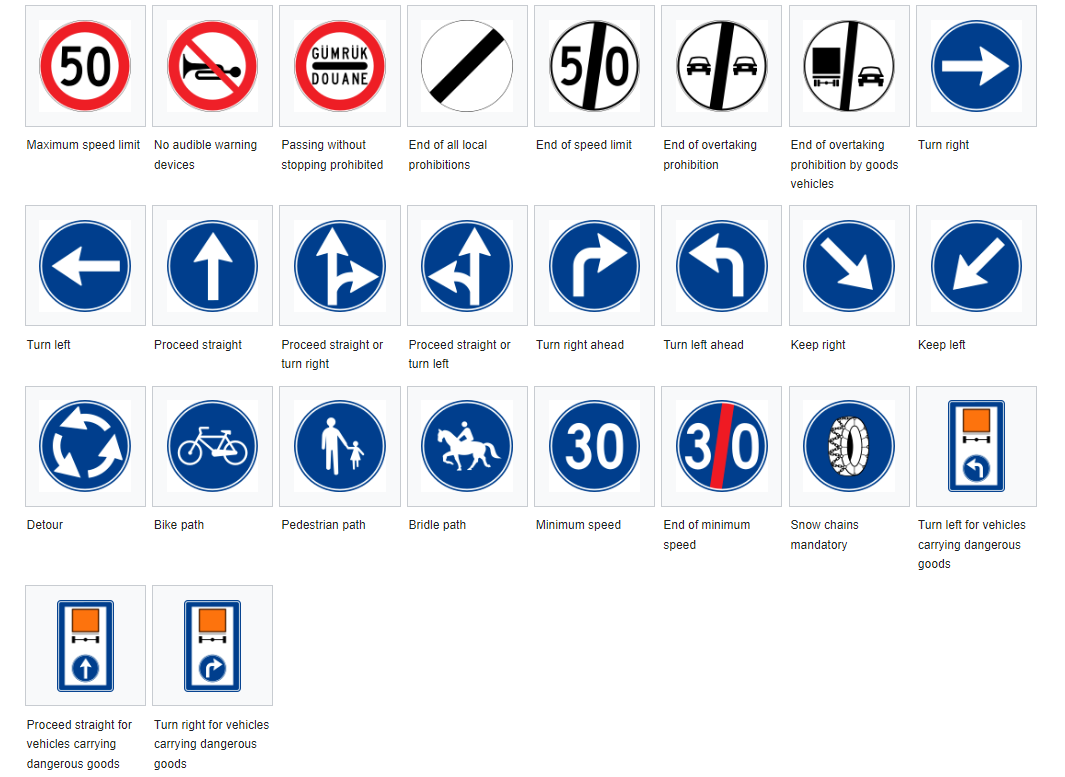 50
GÜMRÜK
DOUANE
50
Maximum speed limit
No audible warning
devices
Passing without
stopping prohibited
End of all local
prohibitions
End of speed limit
End of overtaking
prohibition
End of overtaking
prohibition by goods
vehicles
Turn right
Turn left
Proceed straight
Proceed straight or
turn right
Proceed straight or
turn left
Turn right ahead
Turn left ahead
Keep right
Keep left
30
30
Detour
Bike path
Pedestrian path
Bridle path
Minimum speed
End of minimum
speed
Snow chains
mandatory
Turn left for vehicles
carrying dangerous
goods
Proceed straight for
vehicles carrying
dangerous goods
Turn right for vehicles
carrying dangerous
goods